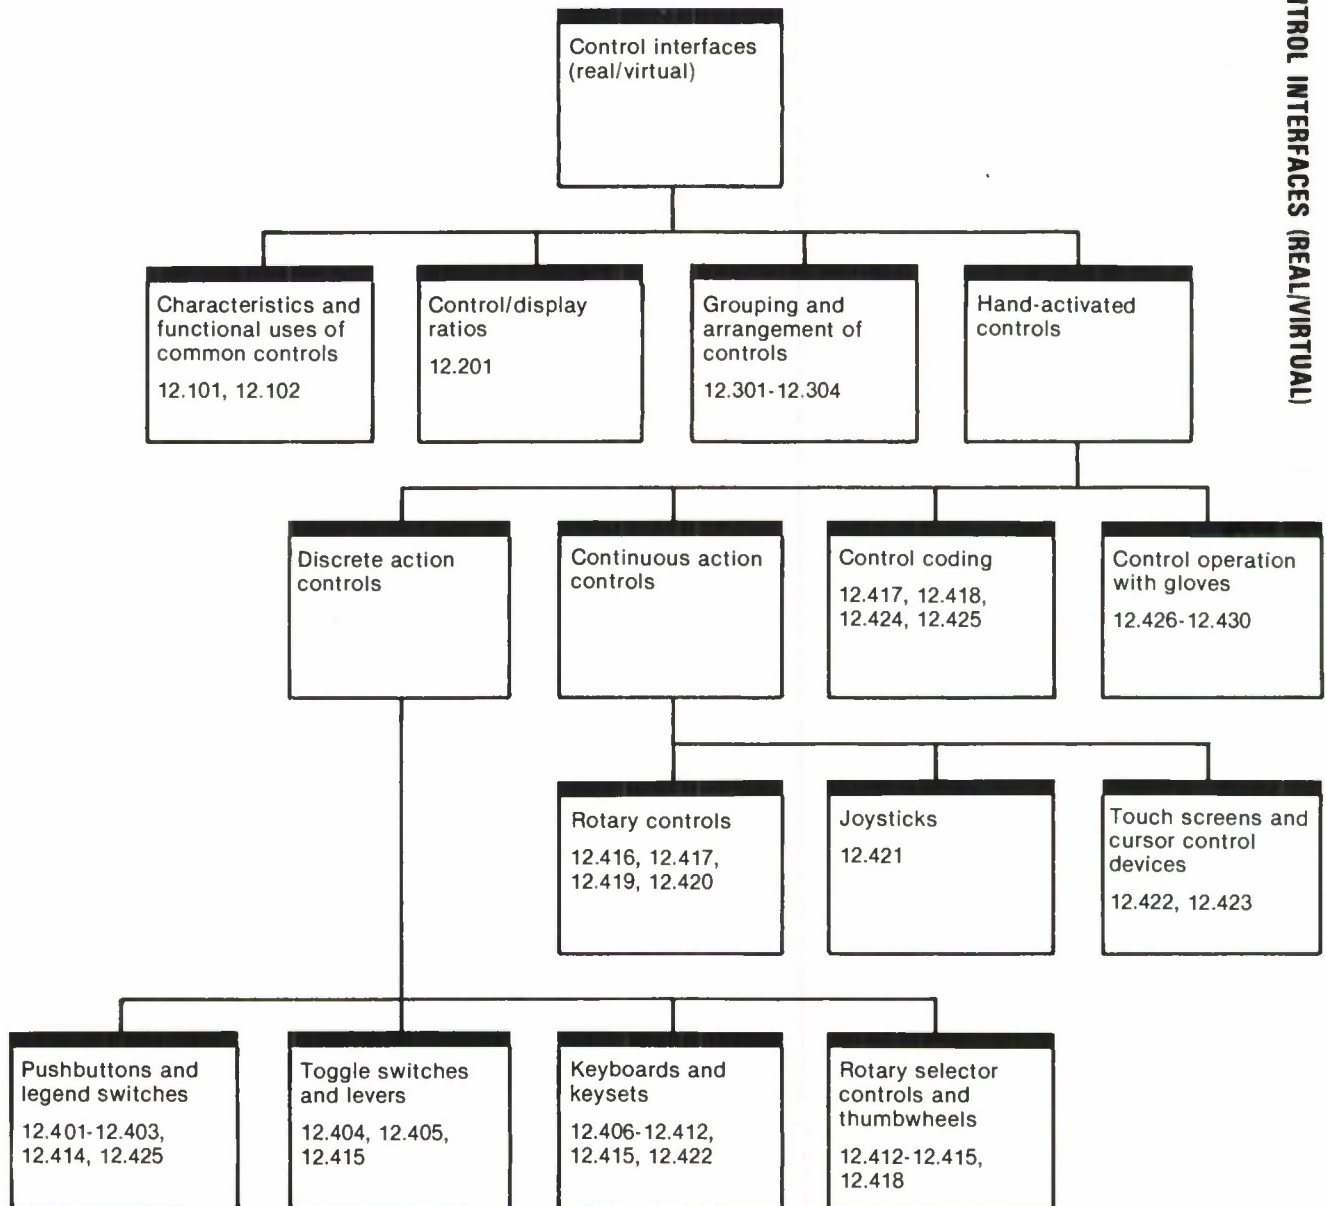 Control interfaces
(real/virtual)
NTROL INTERFACES (REAL/VIRTUAL)
Characteristics and
functional uses of
common controls
12.101, 12.102
Control/display
ratios
12.201
Grouping and
arrangement of
controls
12.301-12.304
Hand-activated
controls
Discrete action
controls
Continuous action
controls
Control coding
12.417, 12.418,
12.424, 12.425
Control operation
with gloves
12.426-12.430
Rotary controls
12.416, 12.417,
12.419, 12.420
Joysticks
12.421
Touch screens and
cursor control
devices
12.422, 12.423
Pushbuttons and
legend switches
12.401-12.403,
12.414, 12.425
Toggle switches
and levers
12.404, 12.405,
12.415
Keyboards and
keysets
12.406-12.412,
12.415, 12.422
Rotary selector
controls and
thumbwheels
12.412-12.415,
12.418